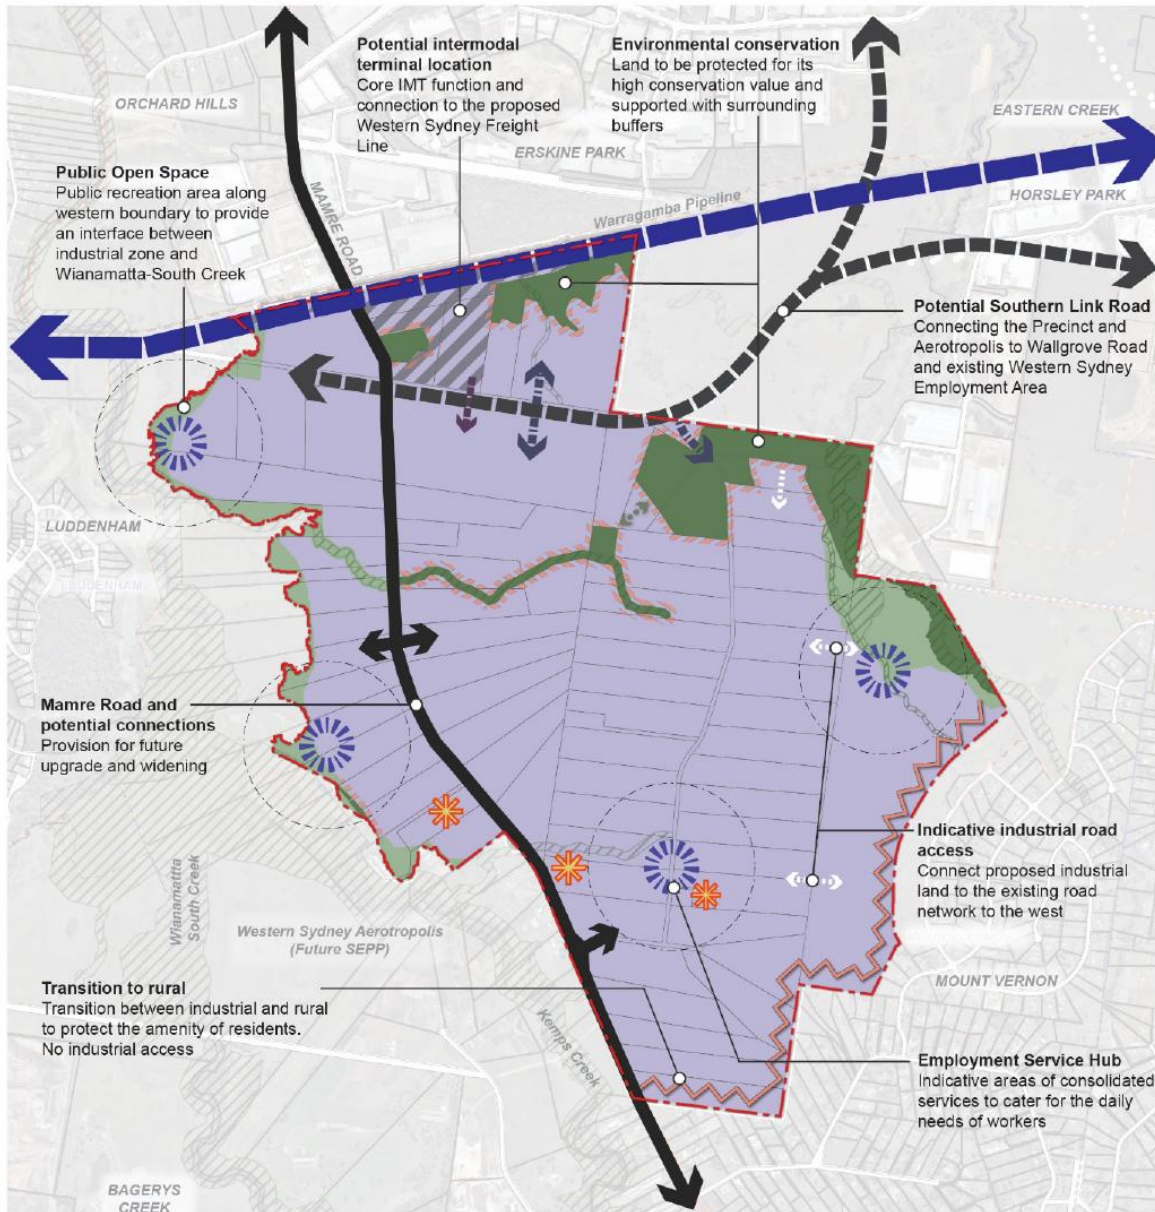 ORCHARD HILLS
Potential intermodal
terminal location
Core IMT function and
connection to the proposed
Western Sydney Freight
Line
Environmental conservation
Land to be protected for its
high conservation value and
supported with surrounding
buffers
EASTERN CREEK
ERSKINE PARK
Public Open Space
Public recreation area along
western boundary to provide
an interface between
industrial zone and
Wianamatta-South Creek
MAMRE ROAD
Warragamba Pipeline
HORSLEY PARK
Potential Southern Link Road
Connecting the Precinct and
Aerotropolis to Wallgrove Road
and existing Western Sydney
Employment Area
LUDDENHAM
LUDDENHAM
Mamre Road and
potential connections
Provision for future
upgrade and widening
Indicative industrial road
access
Connect proposed industrial
land to the existing road
network to the west
Wianamattta
South Creek
Western Sydney Aerotropolis
(Future SEPP)
MOUNT VERNON
Transition to rural
Transition between industrial and rural
to protect the amenity of residents.
No industrial access
Kemps Creek
Employment Service Hub
Indicative areas of consolidated
services to cater for the daily
needs of workers
BAGERYS
CREEK